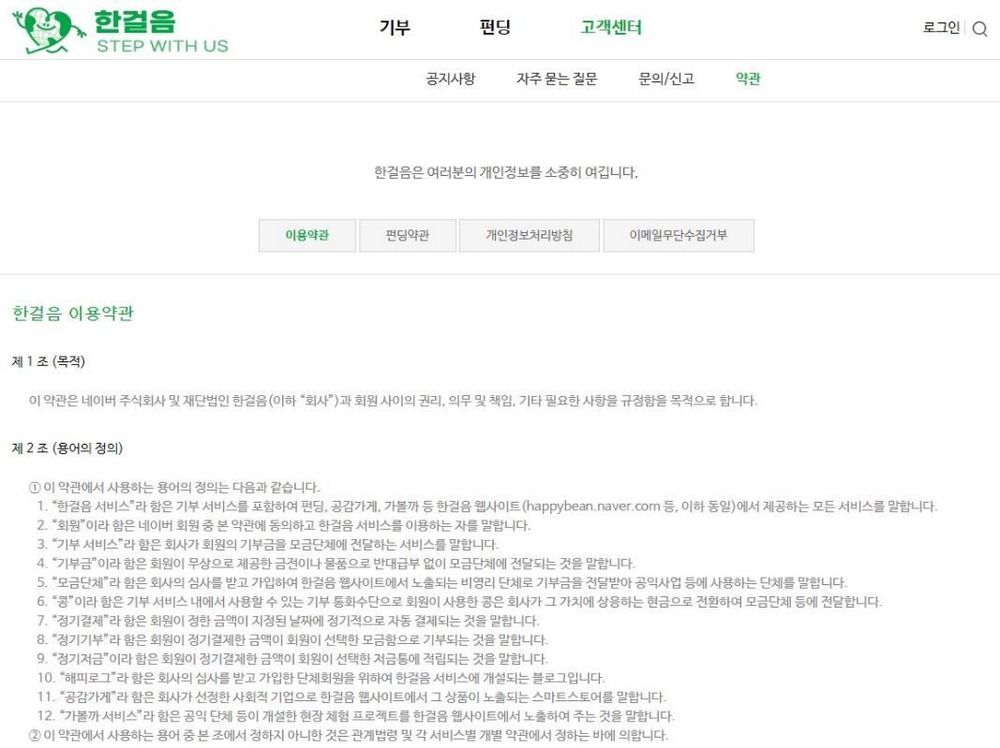 한걸음
STEP WITH US
기부 펀딩 고객센터 로그인
공지사항 자주 묻는 질문 문의/신고 약관
한걸음은 여러분의 개인정보를 소중히 여깁니다.
이용약관 펀딩약관 개인정보처리방침 이메일무단수집거부
한걸음 이용약관
제 1 조 (목적)
이 약관은 네이버 주식회사 및 재단법인 한걸음(이하 “회사”)과 회원 사이의 권리, 의무 및 책임, 기타 필요한 사항을 규정함을 목적으로 합니다.
제 2 조 (용어의 정의)
① 이 약관에서 사용하는 용어의 정의는 다음과 같습니다.
1. “한걸음 서비스”라 함은 기부 서비스를 포함하여 펀딩, 공감가게, 가볼까 등 한걸음 웹사이트(happybean.naver.com 등, 이하 동일)에서 제공하는 모든 서비스를 말합니다.
2. “회원”이라 함은 네이버 회원 중 본 약관에 동의하고 한걸음 서비스를 이용하는 자를 말합니다.
3. “기부 서비스”라 함은 회사가 회원의 기부금을 모금단체에 전달하는 서비스를 말합니다.
4. “기부금”이라 함은 회원이 무상으로 제공한 금전이나 물품으로 반대급부 없이 모금단체에 전달되는 것을 말합니다.
5. “모금단체”라 함은 회사의 심사를 받고 가입하여 한걸음 웹사이트에서 노출되는 비영리 단체로 기부금을 전달받아 공익사업 등에 사용하는 단체를 말합니다.
6. “콩”이라 함은 기부 서비스 내에서 사용할 수 있는 기부 통화수단으로 회원이 사용한 콩은 회사가 그 가치에 상응하는 현금으로 전환하여 모금단체 등에 전달합니다.
7. “정기결제”라 함은 회원이 정한 금액이 지정된 날짜에 정기적으로 자동 결제되는 것을 말합니다.
8. “정기기부”라 함은 회원이 정기결제한 금액이 회원이 선택한 모금함으로 기부되는 것을 말합니다.
9. “정기저금”이라 함은 회원이 정기결제한 금액이 회원이 선택한 저금통에 적립되는 것을 말합니다.
10. “해피로그”라 함은 회사의 심사를 받고 가입한 단체회원을 위하여 한걸음 서비스에 개설되는 블로그입니다.
11. “공감가게”라 함은 회사가 선정한 사회적 기업으로 한걸음 웹사이트에서 그 상품이 노출되는 스마트스토어를 말합니다.
12. “가볼까 서비스”라 함은 공익 단체 등이 개설한 현장 체험 프로젝트를 한걸음 웹사이트에서 노출하여 주는 것을 말합니다.
② 이 약관에서 사용하는 용어 중 본 조에서 정하지 아니한 것은 관계법령 및 각 서비스별 개별 약관에서 정하는 바에 의합니다.